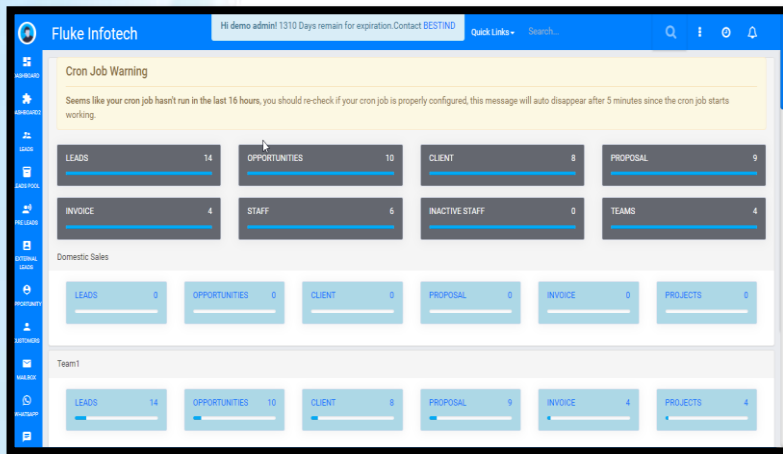 Fluke Infotech
Hi demo admin! 1310 Days remain for expiration.Contact BESTIND
Quick Links
Search...
DASHBOARD
DASHBOARD2
LEADS
LEADS POOL
PRE LEADS
EXTERNAL
LEADS
OPPORTUNITY
CUSTOMERS
MAILBOX
WHATSAPP
Cron Job Warning
Seems like your cron job hasn't run in the last 16 hours, you should re-check if your cron job is properly configured, this message will auto disappear after 5 minutes since the cron job starts
working.
LEADS 14 OPPORTUNITIES 10 CLIENT 8 PROPOSAL 9
INVOICE 4 STAFF 6 INACTIVE STAFF 0 TEAMS 4
Domestic Sales
LEADS 0 OPPORTUNITIES 0 CLIENT 0 PROPOSAL 0 INVOICE 0 PROJECTS 0
Team1
LEADS 14 OPPORTUNITIES 10 CLIENT 8 PROPOSAL 9 INVOICE 4 PROJECTS 4